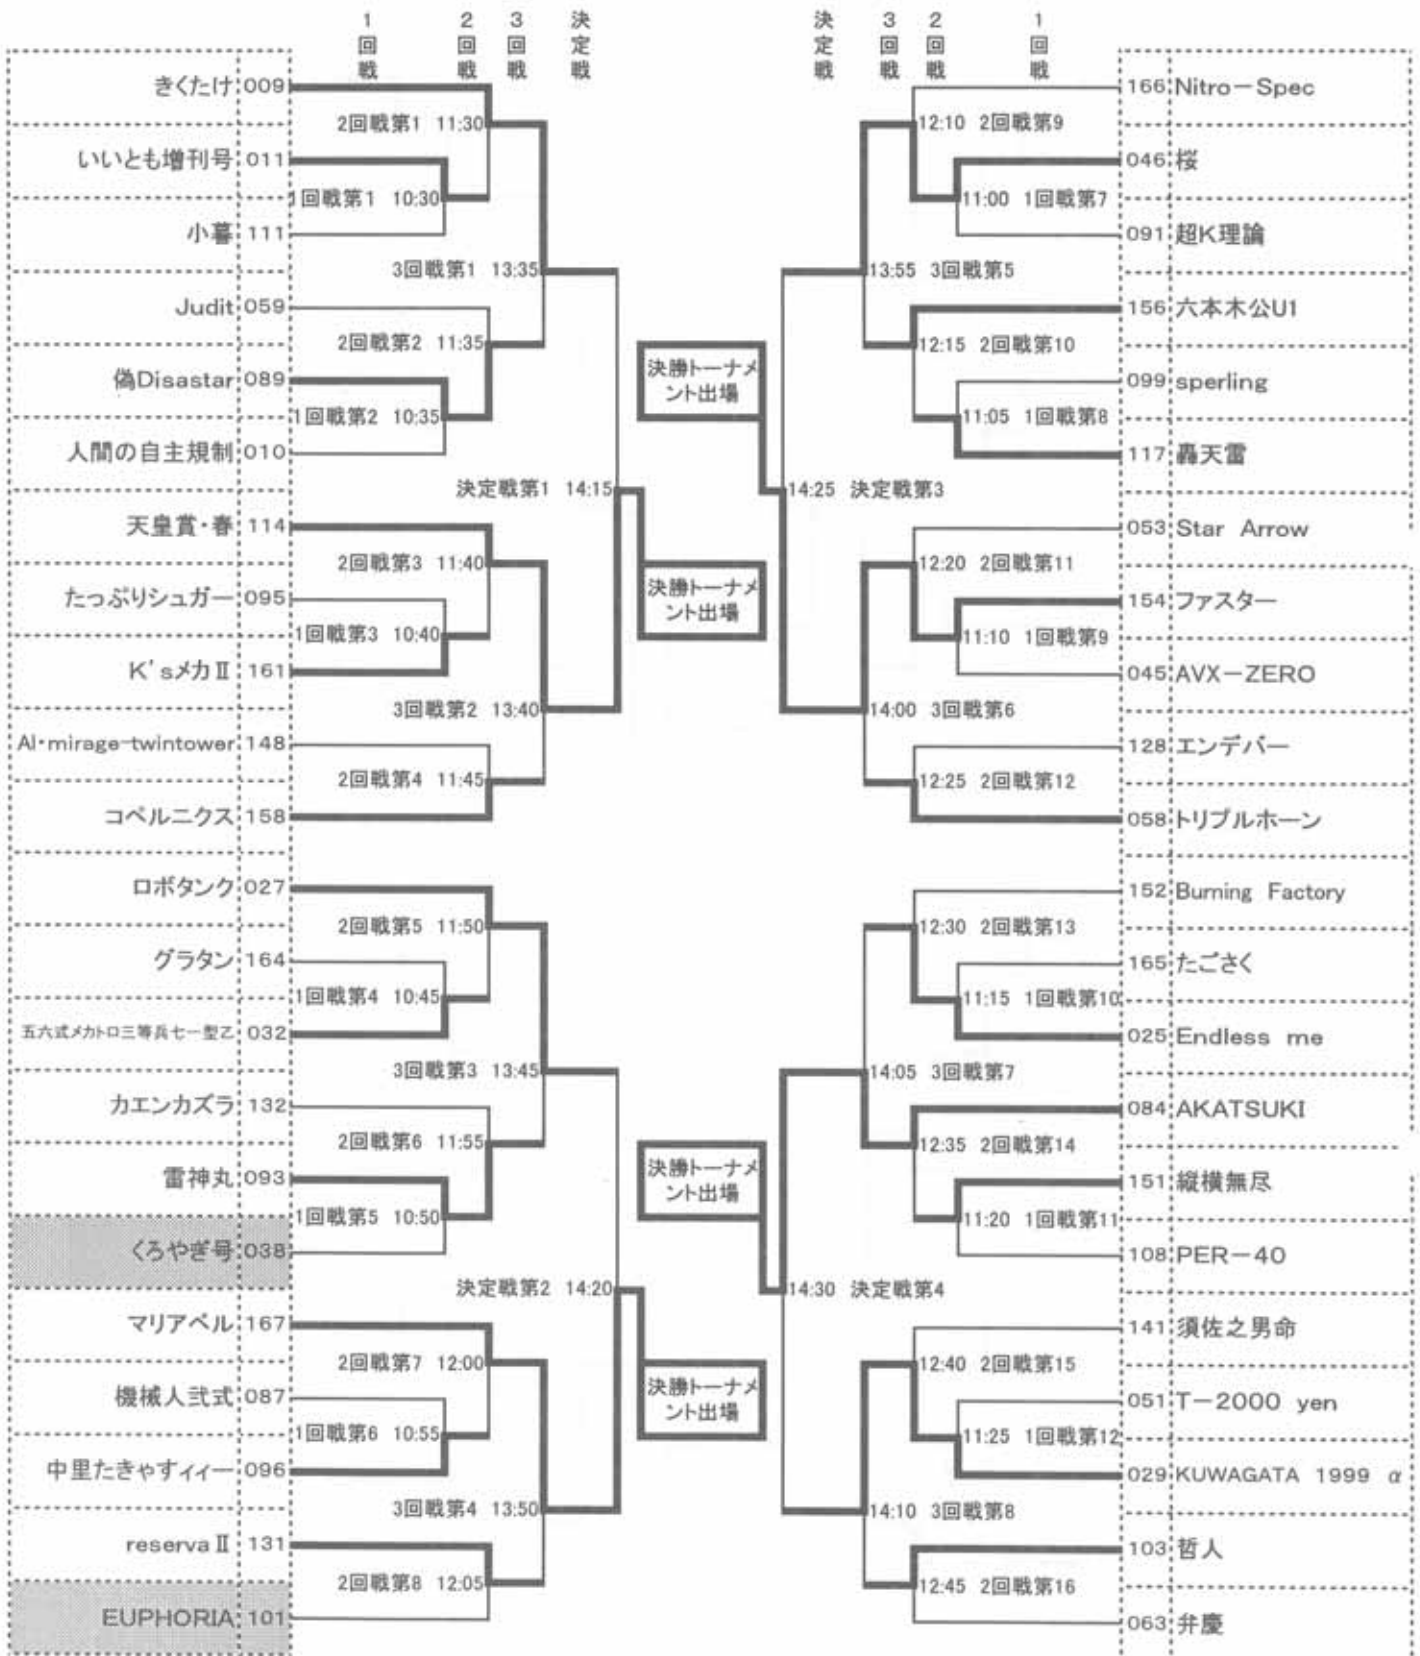 1回戦
2回戦
3回戦
決定戦
決定戦
3回戦
2回戦
1回戦
きくたけ 009
2回戦第1 11:30
いいとも増刊号 011
1回戦第1 10:30
小暮 111
3回戦第1 13:35
Judit 059
2回戦第2 11:35
偽Disastar 089
1回戦第2 10:35
人間の自主規制 010
決定戦第1 14:15
天皇賞・春 114
2回戦第3 11:40
たっぷりシュガー 095
1回戦第3 10:40
K'sメカⅡ 161
3回戦第2 13:40
Al・mirage-twintower 148
2回戦第4 11:45
コペルニクス 158
ロボタンク 027
2回戦第5 11:50
グラタン 164
1回戦第4 10:45
五六式メカトロ三等兵七一型乙 032
3回戦第3 13:45
カエンカズラ 132
2回戦第6 11:55
雷神丸 093
1回戦第5 10:50
くろやぎ号 038
決定戦第2 14:20
マリアベル 167
2回戦第7 12:00
機械人弐式 087
1回戦第6 10:55
中里たきゃすィィー 096
3回戦第4 13:50
reservaⅡ 131
2回戦第8 12:05
EUPHORIA 101
決勝トーナメ
ント出場
決勝トーナメ
ント出場
決勝トーナメ
ント出場
決勝トーナメ
ント出場
166 Nitro－Spec
12:10 2回戦第9
046 桜
11:00 1回戦第7
091 超K理論
13:55 3回戦第5
156 六本木公U1
12:15 2回戦第10
099 sperling
11:05 1回戦第8
117 轟天雷
14:25 決定戦第3
053 Star Arrow
12:20 2回戦第11
154 ファスター
11:10 1回戦第9
045 AVX－ZERO
14:00 3回戦第6
128 エンデバー
12:25 2回戦第12
058 トリプルホーン
152 Burning Factory
12:30 2回戦第13
165 たごさく
11:15 1回戦第10
025 Endless me
14:05 3回戦第7
084 AKATSUKI
12:35 2回戦第14
151 縦横無尽
11:20 1回戦第11
108 PER－40
14:30 決定戦第4
141 須佐之男命
12:40 2回戦第15
051 T－2000 yen
11:25 1回戦第12
029 KUWAGATA 1999 α
14:10 3回戦第8
103 哲人
12:45 2回戦第16
063 弁慶